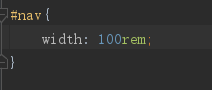 #nav{
    width: 100rem;
}